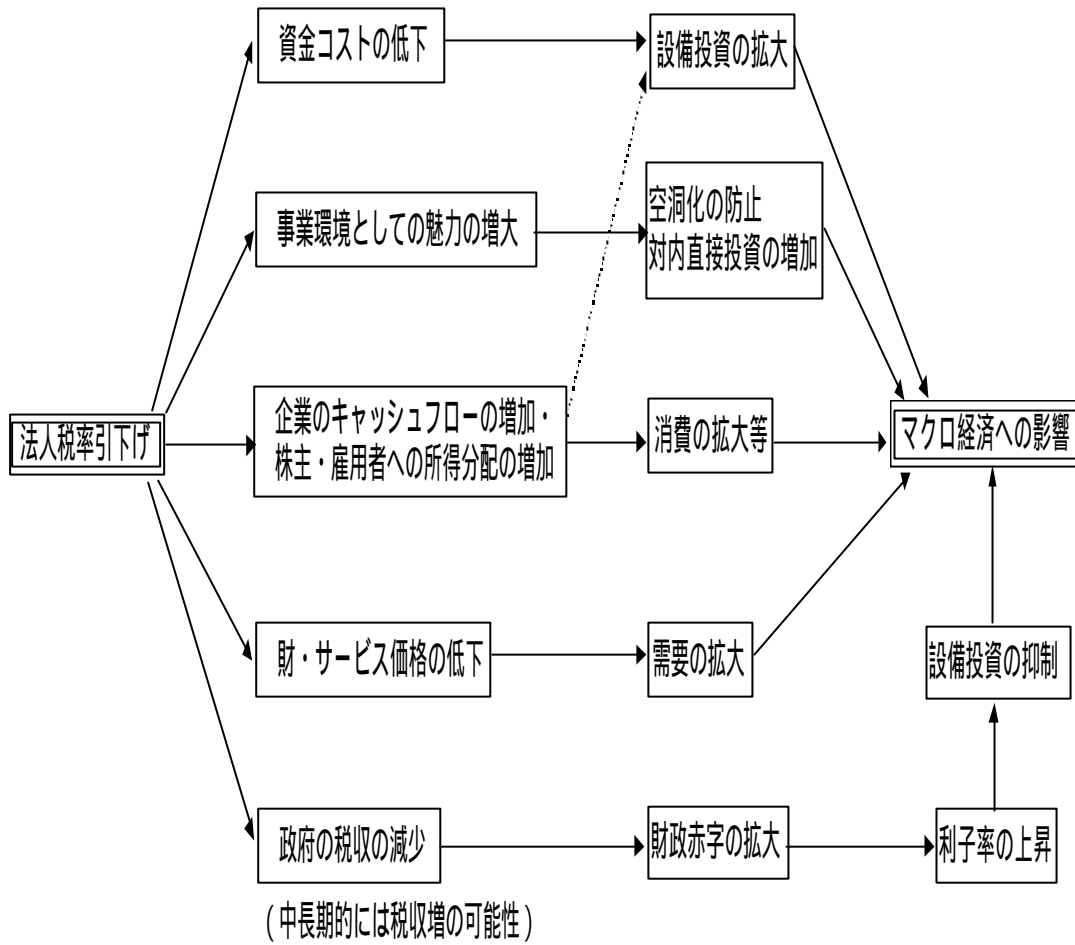 資金コストの低下
設備投資の拡大
事業環境としての魅力の増大
空洞化の防止
対内直接投資の増加
法人税率引下げ
企業のキャッシュフローの増加・
株主・雇用者への所得分配の増加
消費の拡大等
マクロ経済への影響
財・サービス価格の低下
需要の拡大
設備投資の抑制
政府の税収の減少
財政赤字の拡大
利子率の上昇
(中長期的には税収増の可能性)